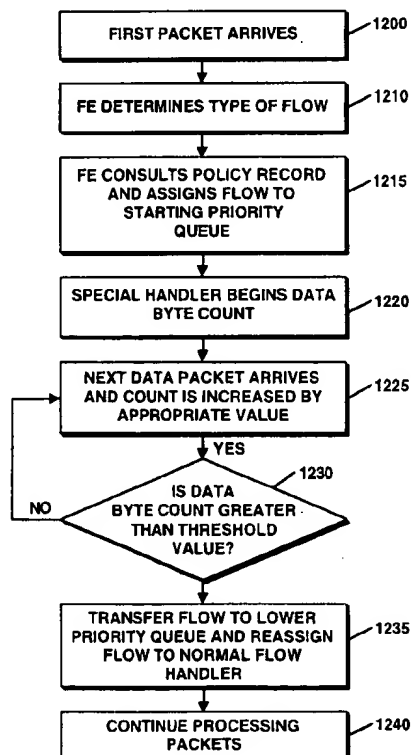 FIRST PACKET ARRIVES
1200
FE DETERMINES TYPE OF FLOW
1210
FE CONSULTS POLICY RECORD
AND ASSIGNS FLOW TO
STARTING PRIORITY
QUEUE
1215
SPECIAL HANDLER BEGINS DATA
BYTE COUNT
1220
NEXT DATA PACKET ARRIVES
AND COUNT IS INCREASED BY
APPROPRIATE VALUE
1225
YES
1230
NO
IS DATA
BYTE COUNT GREATER
THAN THRESHOLD
VALUE?
TRANSFER FLOW TO LOWER
PRIORITY QUEUE AND REASSIGN
FLOW TO NORMAL FLOW
HANDLER
1235
CONTINUE PROCESSING
PACKETS
1240